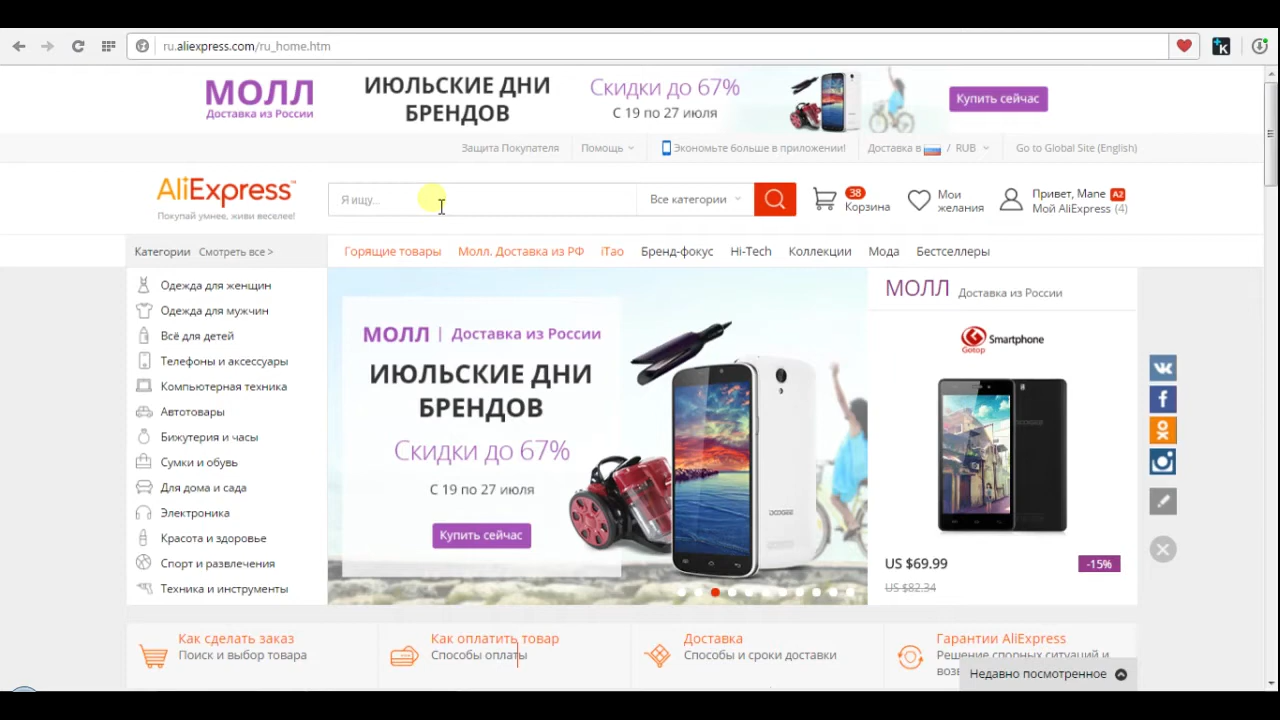 ru.aliexpress.com/ru_home.htm
K
МОЛЛ
Доставка из России
ИЮЛЬСКИЕ ДНИ
БРЕНДОВ
Скидки до 67%
С 19 по 27 июля
Купить сейчас
Защита Покупателя
Помощь
Экономьте больше в приложении!
Доставка в / RUB
Go to Global Site (English)
AliExpress™
Покупай умнее, живи веселее!
Я ищу...
Все категории
38
Корзина
Мои
желания
Привет, Мапе A2
Мой AliExpress (4)
Категории Смотреть все >
Горящие товары
Молл. Доставка из РФ
iTao
Бренд-фокус
Hi-Tech
Коллекции
Мода
Бестселлеры
Одежда для женщин
Одежда для мужчин
Всё для детей
Телефоны и аксессуары
Компьютерная техника
Автотовары
Бижутерия и часы
Сумки и обувь
Для дома и сада
Электроника
Красота и здоровье
Спорт и развлечения
Техника и инструменты
МОЛЛ | Доставка из России
ИЮЛЬСКИЕ ДНИ
БРЕНДОВ
Скидки до 67%
С 19 по 27 июля
Купить сейчас
DOOGEE
МОЛЛ Доставка из России
Gotop
Smartphone
US $69.99
-15%
US $82.34
Как сделать заказ
Поиск и выбор товара
Как оплатить товар
Способы оплаты
Доставка
Способы и сроки доставки
Гарантии AliExpress
Решение спорных ситуаций и
Недавно посмотренное